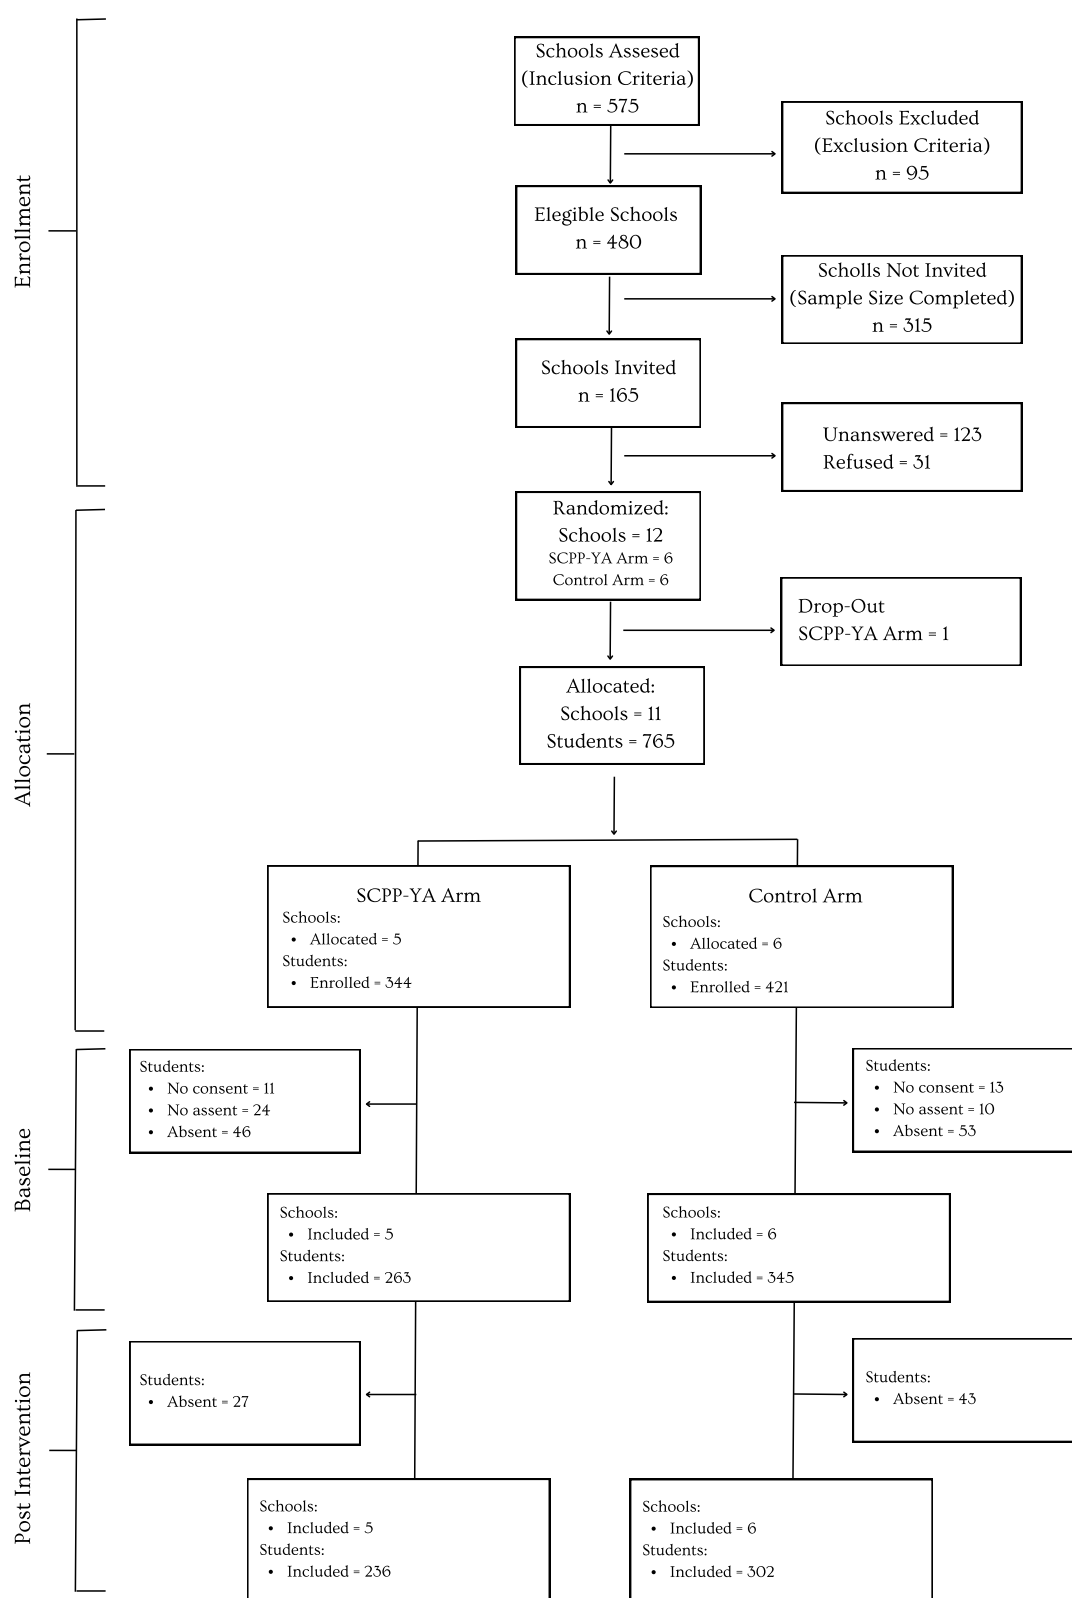 Enrollment
Schools Assesed
(Inclusion Criteria)
n = 575
Schools Excluded
(Exclusion Criteria)
n = 95
Elegible Schools
n = 480
Scholls Not Invited
(Sample Size Completed)
n = 315
Schools Invited
n = 165
Unanswered = 123
Refused = 31
Allocation
Randomized:
Schools = 12
SCPP-YA Arm = 6
Control Arm = 6
Drop-Out
SCPP-YA Arm = 1
Allocated:
Schools = 11
Students = 765
SCPP-YA Arm
Schools:
• Allocated = 5
Students:
• Enrolled = 344
Control Arm
Schools:
• Allocated = 6
Students:
• Enrolled = 421
Baseline
Students:
• No consent = 11
• No assent = 24
• Absent = 46
Students:
• No consent = 13
• No assent = 10
• Absent = 53
Schools:
• Included = 5
Students:
• Included = 263
Schools:
• Included = 6
Students:
• Included = 345
Post Intervention
Students:
• Absent = 27
Students:
• Absent = 43
Schools:
• Included = 5
Students:
• Included = 236
Schools:
• Included = 6
Students:
• Included = 302